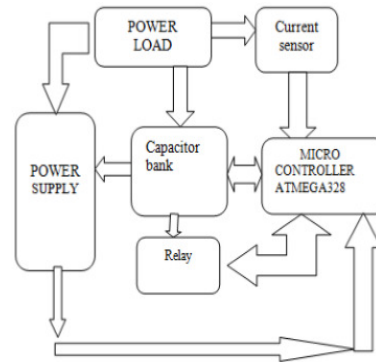 POWER
LOAD
Current
sensor
POWER
SUPPLY
Capacitor
bank
MICRO
CONTROLLER
ATMEGA328
Relay